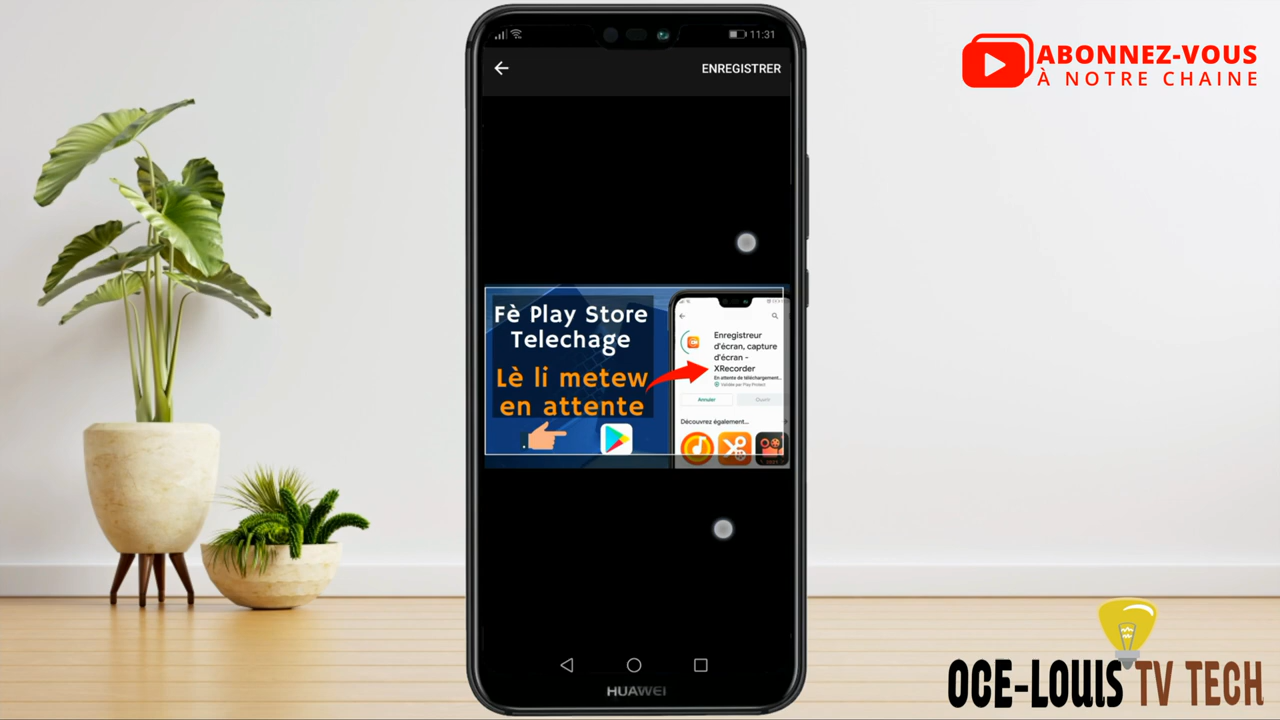 11:31
ENREGISTRER
ABONNEZ-VOUS
À NOTRE CHAINE
Fè Play Store
Telechage
Lè li metew
en attente
Enregistreur
d'écran, capture
d'écran -
XRecorder
En attente de téléchargement...
Validée par Play Protect
Annuler
Ouvrir
Découvrez également...
HUAWEI
OCE-LOUIS TV TECH